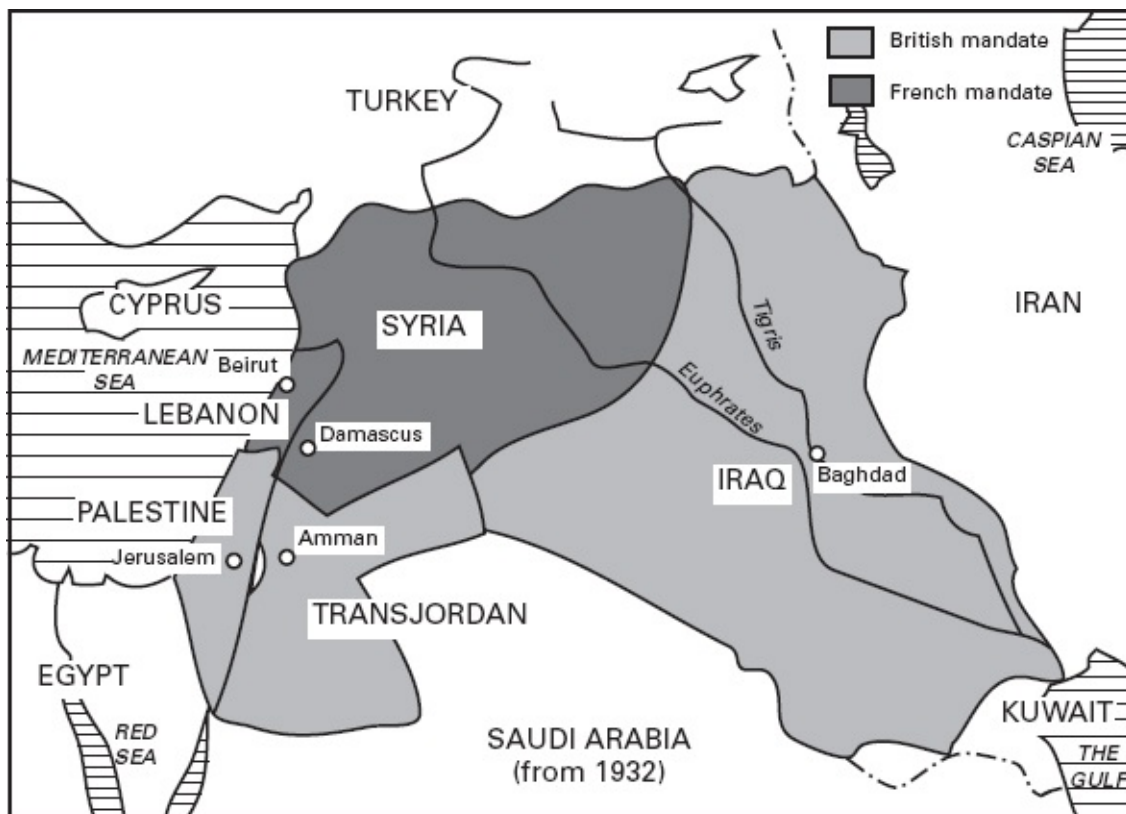 British mandate
French mandate
TURKEY
CASPIAN
SEA
CYPRUS
SYRIA
IRAN
MEDITERRANEAN
SEA
Beirut
Tigris
LEBANON
Euphrates
Damascus
IRAQ
Baghdad
PALESTINE
Jerusalem
Amman
TRANSJORDAN
EGYPT
RED
SEA
SAUDI ARABIA
(from 1932)
KUWAIT
THE
GULF